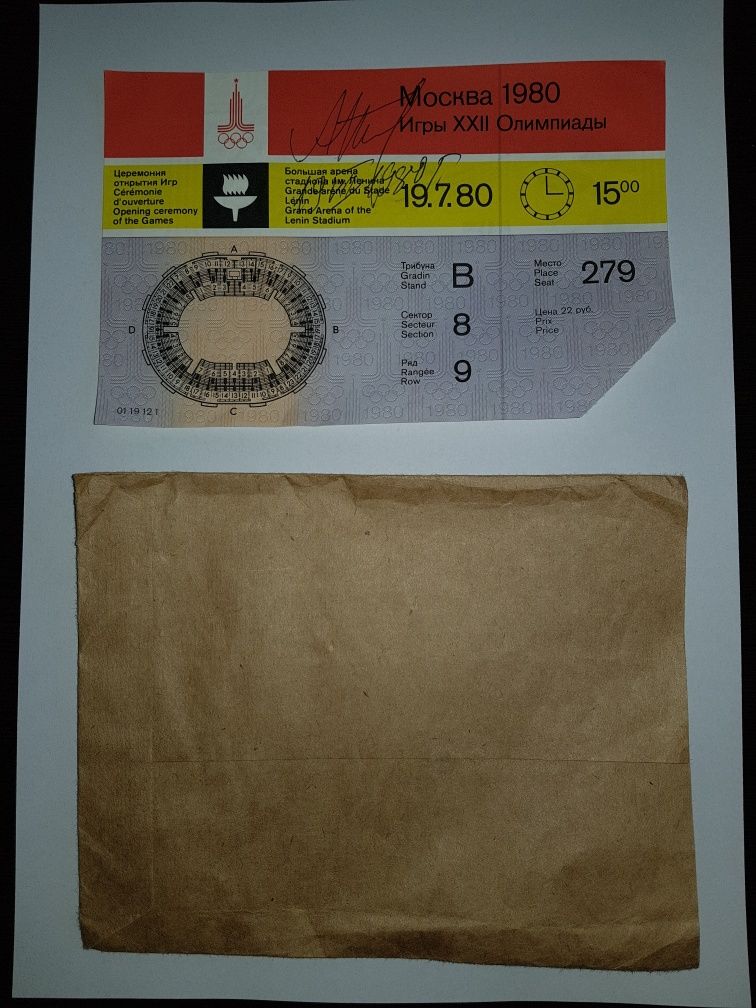 Москва 1980
Игры XXII Олимпиады
Церемония
открытия Игр
Cérémonie
d'ouverture
Opening ceremony
of the Games
Большая арена
стадиона им. Ленина
Grande arène du Stade
Lénin
Grand Arena of the
Lenin Stadium
19.7.80
15⁰⁰
A
B
C
D
01 19 12 1
Трибуна
Gradin
Stand
B
Место
Place
Seat
279
Сектор
Secteur
Section
8
Цена 22 руб.
Prix
Price
Ряд
Rangée
Row
9